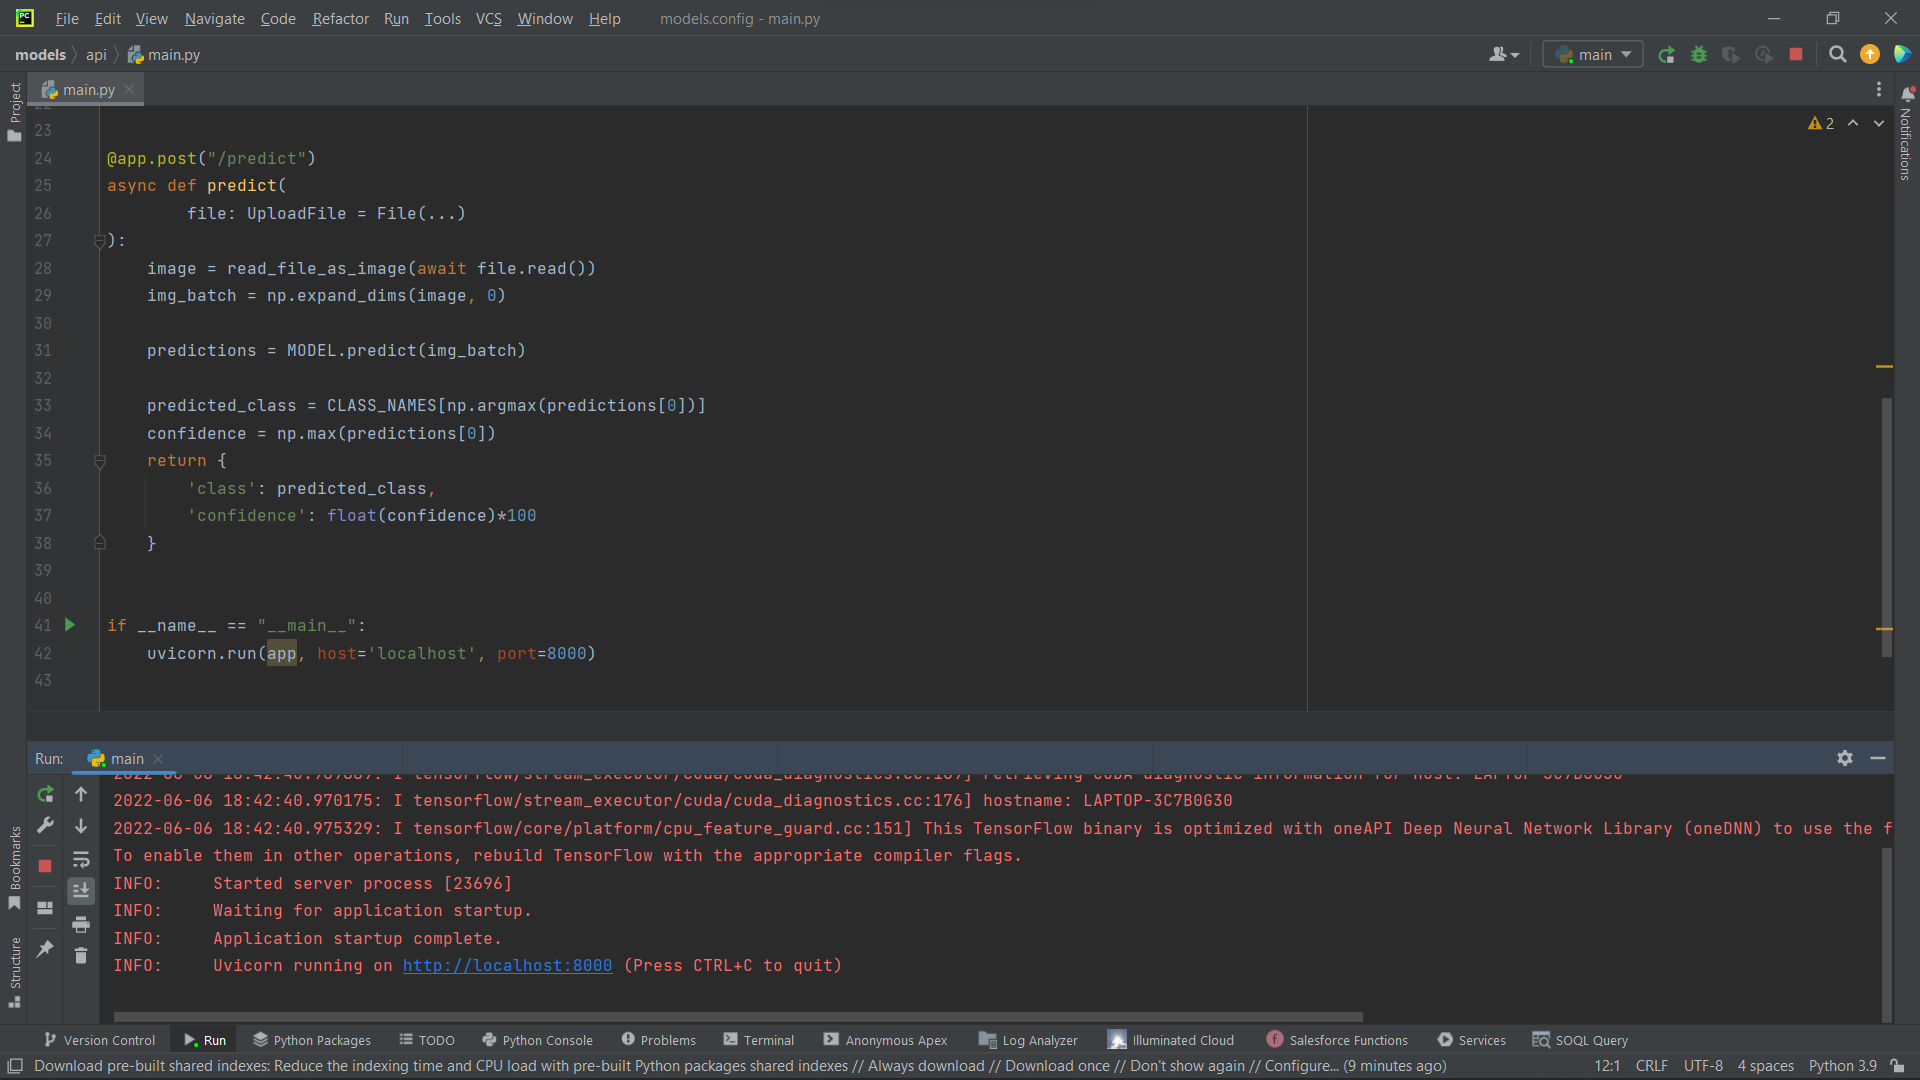 File Edit View Navigate Code Refactor Run Tools VCS Window Help models.config - main.py
models api main.py main
Project
main.py
Notifications
2
23
24 @app.post("/predict")
25 async def predict(
26 file: UploadFile = File(...)
27 ):
28 image = read_file_as_image(await file.read())
29 img_batch = np.expand_dims(image, 0)
30
31 predictions = MODEL.predict(img_batch)
32
33 predicted_class = CLASS_NAMES[np.argmax(predictions[0])]
34 confidence = np.max(predictions[0])
35 return {
36 'class': predicted_class,
37 'confidence': float(confidence)*100
38 }
39
40
41 if __name__ == "__main__":
42 uvicorn.run(app, host='localhost', port=8000)
43
Run: main
2022-06-06 18:42:40.970175: I tensorflow/stream_executor/cuda/cuda_diagnostics.cc:176] hostname: LAPTOP-3C7B0G30
2022-06-06 18:42:40.975329: I tensorflow/core/platform/cpu_feature_guard.cc:151] This TensorFlow binary is optimized with oneAPI Deep Neural Network Library (oneDNN) to use the f
To enable them in other operations, rebuild TensorFlow with the appropriate compiler flags.
INFO: Started server process [23696]
INFO: Waiting for application startup.
INFO: Application startup complete.
INFO: Uvicorn running on http://localhost:8000 (Press CTRL+C to quit)
Bookmarks
Structure
Version Control Run Python Packages TODO Python Console Problems Terminal Anonymous Apex Log Analyzer Illuminated Cloud Salesforce Functions Services SOQL Query
Download pre-built shared indexes: Reduce the indexing time and CPU load with pre-built Python packages shared indexes // Always download // Download once // Don't show again // Configure... (9 minutes ago) 12:1 CRLF UTF-8 4 spaces Python 3.9